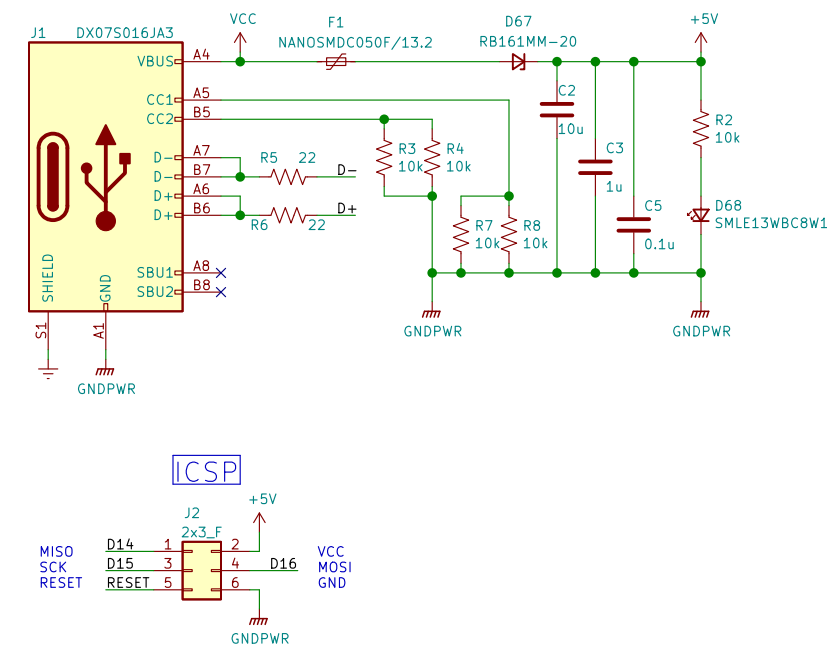 J1 DX07S016JA3
VCC
F1
NANOSMDC050F/13.2
D67
RB161MM-20
+5V
VBUS A4
CC1 A5
CC2 B5
D- A7
D- B7
D+ A6
D+ B6
SBU1 A8
SBU2 B8
SHIELD
GND
S1
A1
GNDPWR
R5 22
D-
R6 22
D+
R3
10k
R4
10k
R7
10k
R8
10k
C2
10u
C3
1u
C5
0.1u
R2
10k
D68
SMLE13WBC8W1
GNDPWR
GNDPWR
ICSP
+5V
J2
2x3_F
MISO D14 1 2 VCC
SCK D15 3 4 D16 MOSI
RESET RESET 5 6 GND
GNDPWR